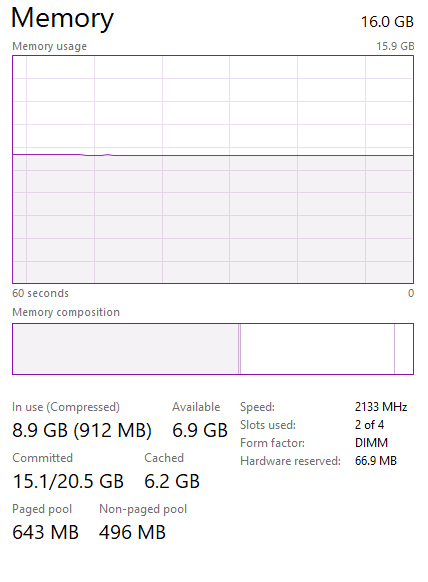 Memory 16.0 GB
Memory usage 15.9 GB
60 seconds 0
Memory composition
In use (Compressed) Available
8.9 GB (912 MB) 6.9 GB
Committed Cached
15.1/20.5 GB 6.2 GB
Paged pool Non-paged pool
643 MB 496 MB
Speed: 2133 MHz
Slots used: 2 of 4
Form factor: DIMM
Hardware reserved: 66.9 MB